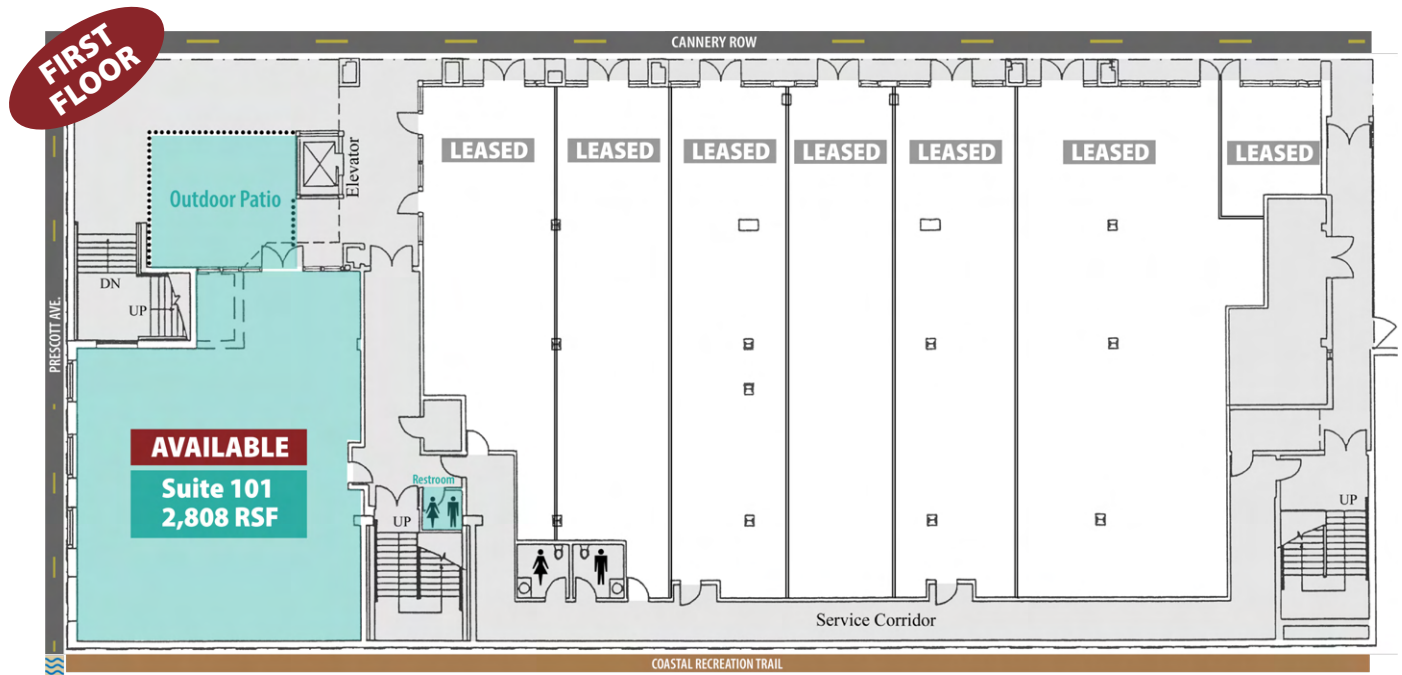 FIRST
FLOOR
CANNERY ROW
LEASED
LEASED
LEASED
LEASED
LEASED
LEASED
LEASED
Elevator
Outdoor Patio
DN
UP
PRESCOTT AVE.
AVAILABLE
Suite 101
2,808 RSF
Restroom
UP
UP
Service Corridor
COASTAL RECREATION TRAIL